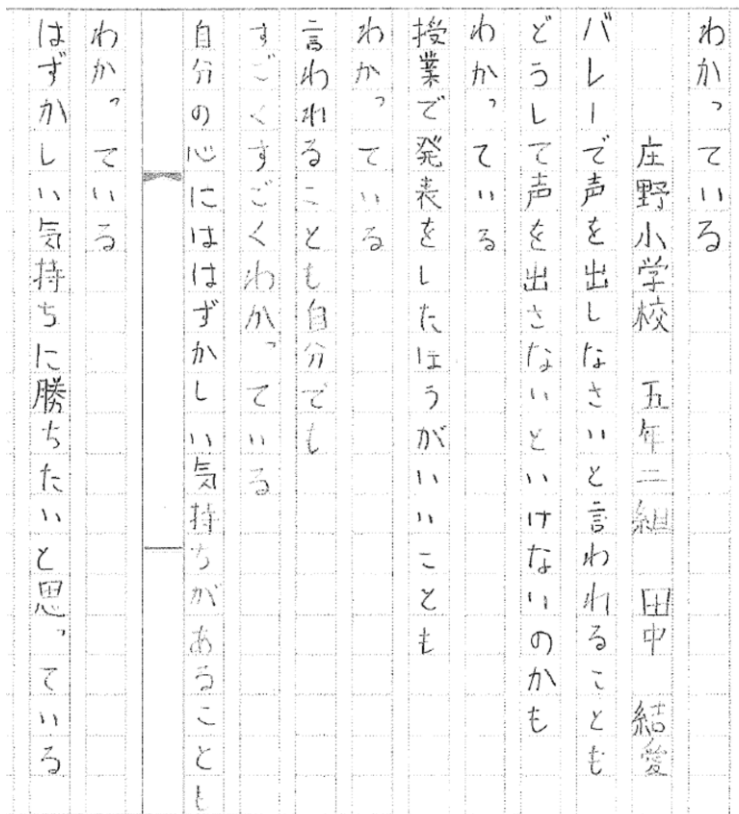 わかっている
庄野小学校 五年二組 田中 結愛
バレーで声を出しなさいと言われることも
どうして声を出さないといけないのかも
わかっている
授業で発表をしたほうがいいことも
わかっている
言われることも自分でも
すごくすごくわかっている
自分の心にははずかしい気持ちがあることも
わかっている
はずかしい気持ちに勝ちたいと思っている